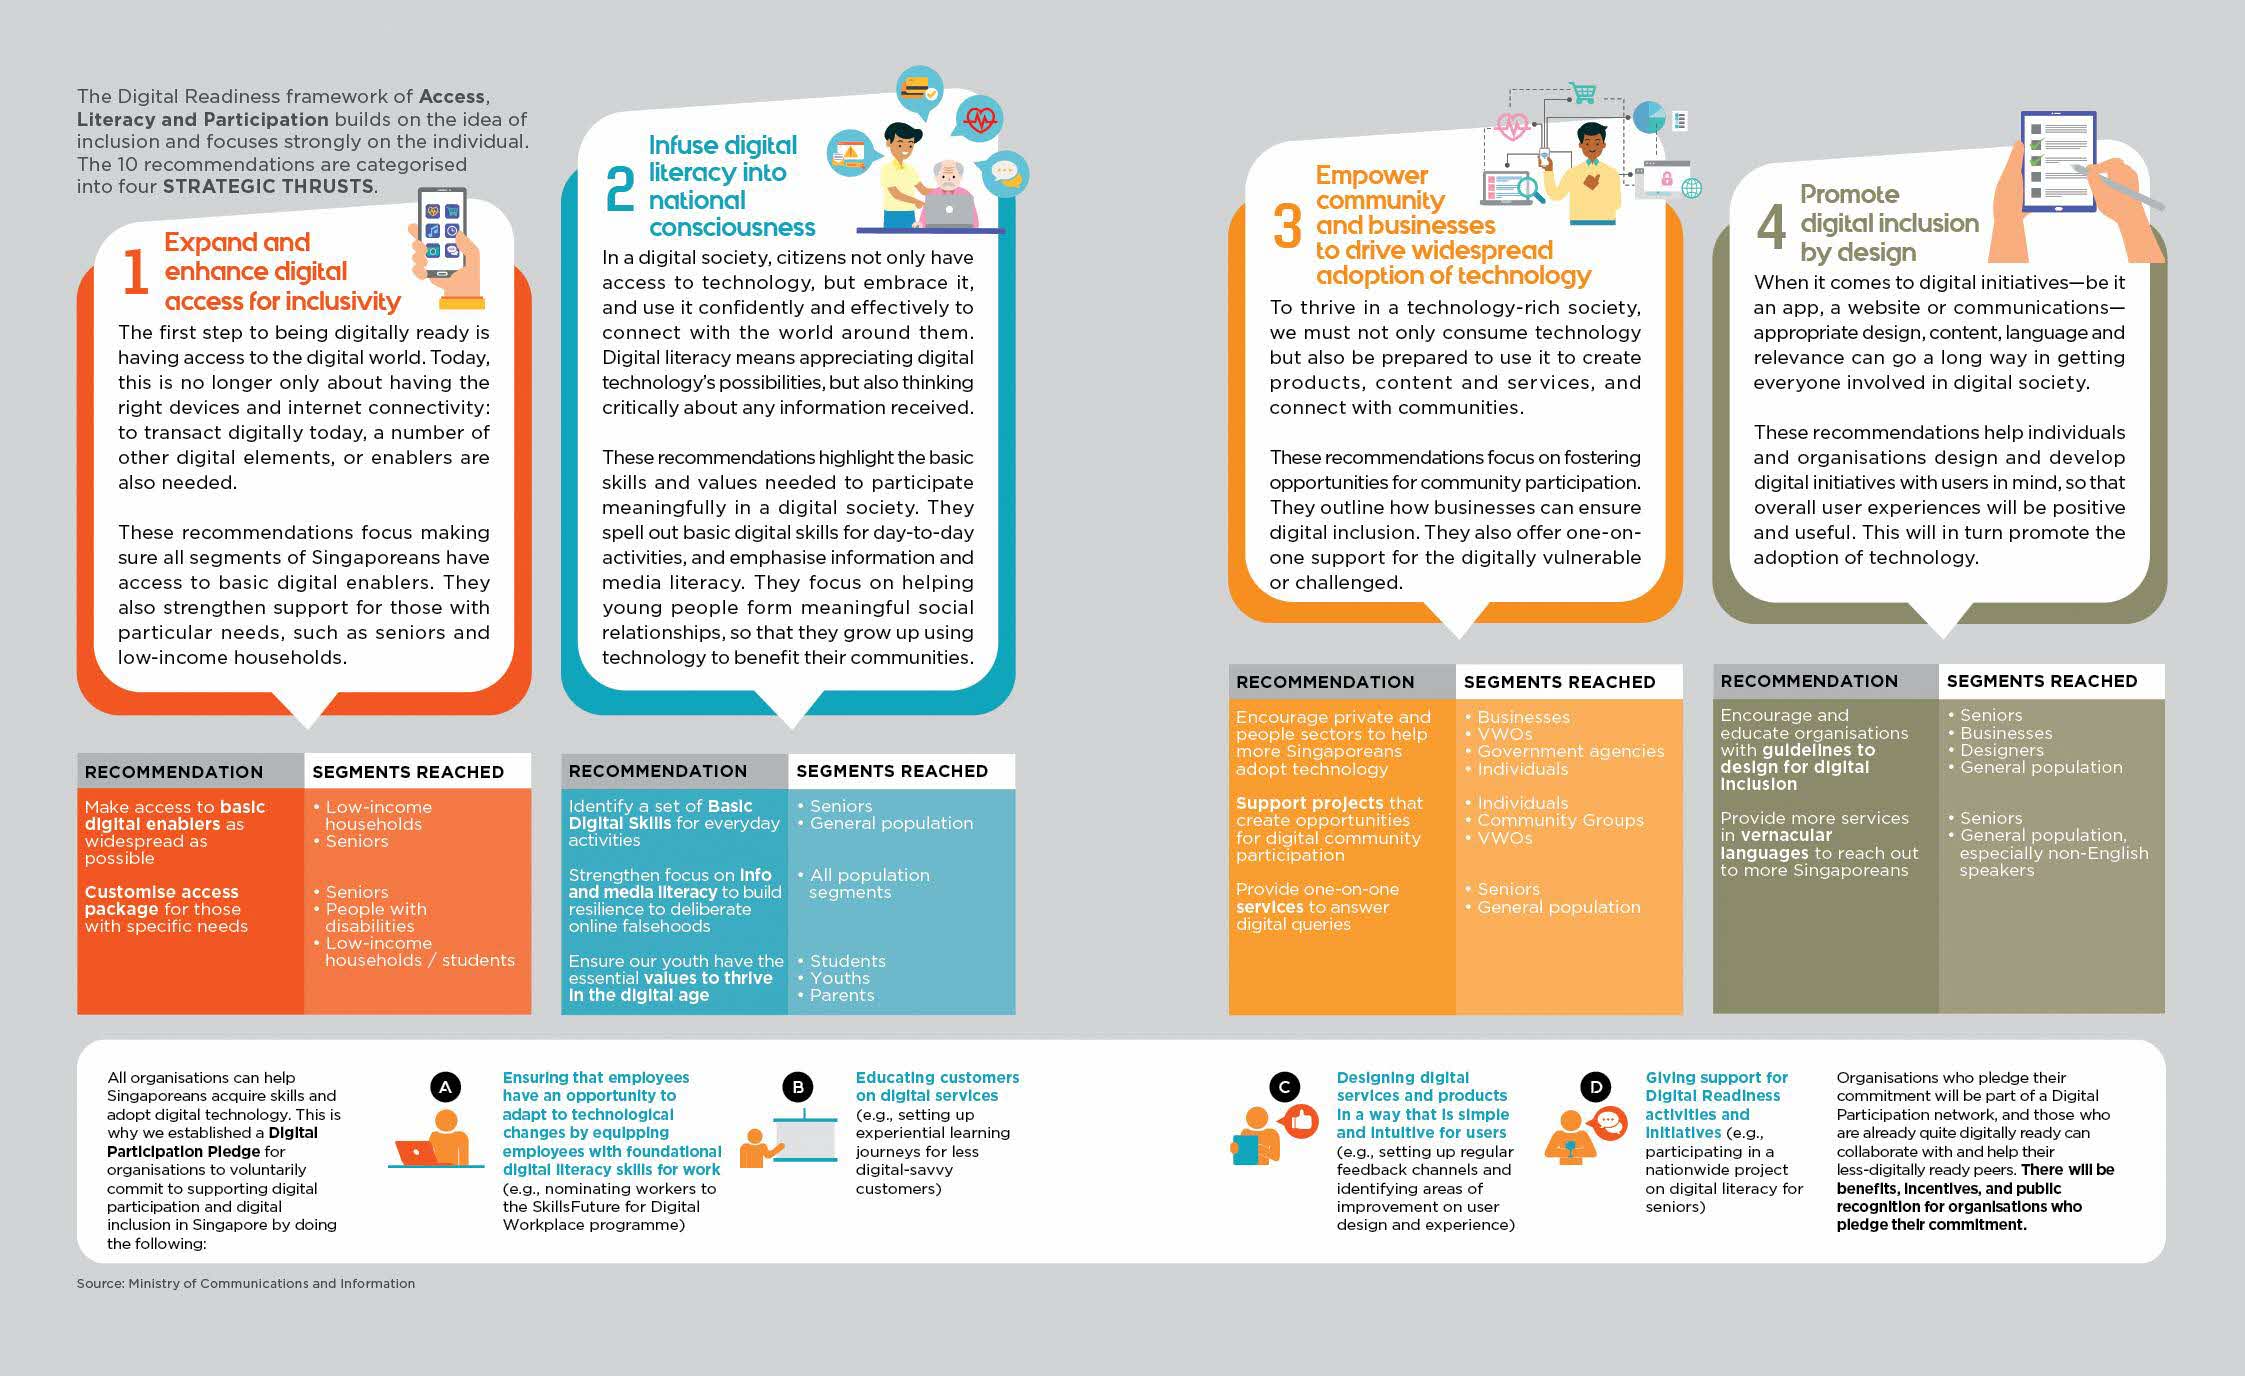 The Digital Readiness framework of Access,
Literacy and Participation builds on the idea of
inclusion and focuses strongly on the individual.
The 10 recommendations are categorised
into four STRATEGIC THRUSTS.
1
Expand and
enhance digital
access for inclusivity
The first step to being digitally ready is
having access to the digital world. Today,
this is no longer only about having the
right devices and internet connectivity:
to transact digitally today, a number of
other digital elements, or enablers are
also needed.
These recommendations focus making
sure all segments of Singaporeans have
access to basic digital enablers. They
also strengthen support for those with
particular needs, such as seniors and
low-income households.
RECOMMENDATION
SEGMENTS REACHED
Make access to basic
digital enablers as
widespread as
possible
• Low-income
households
• Seniors
Customise access
package for those
with specific needs
• Seniors
• People with
disabilities
• Low-income
households / students
2
Infuse digital
literacy into
national
consciousness
In a digital society, citizens not only have
access to technology, but embrace it,
and use it confidently and effectively to
connect with the world around them.
Digital literacy means appreciating digital
technology's possibilities, but also thinking
critically about any information received.
These recommendations highlight the basic
skills and values needed to participate
meaningfully in a digital society. They
spell out basic digital skills for day-to-day
activities, and emphasise information and
media literacy. They focus on helping
young people form meaningful social
relationships, so that they grow up using
technology to benefit their communities.
RECOMMENDATION
SEGMENTS REACHED
Identify a set of Basic
Digital Skills for everyday
activities
• Seniors
• General population
Strengthen focus on info
and media literacy to build
resilience to deliberate
online falsehoods
• All population
segments
Ensure our youth have the
essential values to thrive
in the digital age
• Students
• Youths
• Parents
3
Empower
community
and businesses
to drive widespread
adoption of technology
To thrive in a technology-rich society,
we must not only consume technology
but also be prepared to use it to create
products, content and services, and
connect with communities.
These recommendations focus on fostering
opportunities for community participation.
They outline how businesses can ensure
digital inclusion. They also offer one-on-
one support for the digitally vulnerable
or challenged.
RECOMMENDATION
SEGMENTS REACHED
Encourage private and
people sectors to help
more Singaporeans
adopt technology
• Businesses
• VWOs
• Government agencies
• Individuals
Support projects that
create opportunities
for digital community
participation
• Individuals
• Community Groups
• VWOs
Provide one-on-one
services to answer
digital queries
• Seniors
• General population
4
Promote
digital inclusion
by design
When it comes to digital initiatives—be it
an app, a website or communications—
appropriate design, content, language and
relevance can go a long way in getting
everyone involved in digital society.
These recommendations help individuals
and organisations design and develop
digital initiatives with users in mind, so that
overall user experiences will be positive
and useful. This will in turn promote the
adoption of technology.
RECOMMENDATION
SEGMENTS REACHED
Encourage and
educate organisations
with guidelines to
design for digital
inclusion
• Seniors
• Businesses
• Designers
• General population
Provide more services
in vernacular
languages to reach out
to more Singaporeans
• Seniors
• General population,
especially non-English
speakers
All organisations can help
Singaporeans acquire skills and
adopt digital technology. This is
why we established a Digital
Participation Pledge for
organisations to voluntarily
commit to supporting digital
participation and digital
inclusion in Singapore by doing
the following:
A
Ensuring that employees
have an opportunity to
adapt to technological
changes by equipping
employees with foundational
digital literacy skills for work
(e.g., nominating workers to
the SkillsFuture for Digital
Workplace programme)
B
Educating customers
on digital services
(e.g., setting up
experiential learning
journeys for less
digital-savvy
customers)
C
Designing digital
services and products
in a way that is simple
and intuitive for users
(e.g., setting up regular
feedback channels and
identifying areas of
improvement on user
design and experience)
D
Giving support for
Digital Readiness
activities and
initiatives (e.g.,
participating in a
nationwide project
on digital literacy for
seniors)
Organisations who pledge their
commitment will be part of a Digital
Participation network, and those who
are already quite digitally ready can
collaborate with and help their
less-digitally ready peers. There will be
benefits, incentives, and public
recognition for organisations who
pledge their commitment.
Source: Ministry of Communications and Information